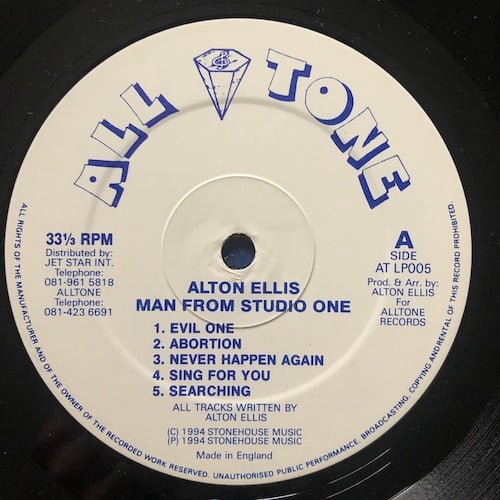 ALL TONE
33⅓ RPM
Distributed by:
JET STAR INT.
Telephone:
081-961 5818
ALLTONE
Telephone:
081-423 6691
A
SIDE
AT LP005
Prod. & Arr. by:
ALTON ELLIS
For
ALLTONE
RECORDS
ALTON ELLIS
MAN FROM STUDIO ONE
1. EVIL ONE
2. ABORTION
3. NEVER HAPPEN AGAIN
4. SING FOR YOU
5. SEARCHING
ALL TRACKS WRITTEN BY
ALTON ELLIS
(C) 1994 STONEHOUSE MUSIC
(P) 1994 STONEHOUSE MUSIC
Made in England
ALL RIGHTS OF THE MANUFACTURER AND OF THE OWNER OF THE RECORDED WORK RESERVED. UNAUTHORISED PUBLIC PERFORMANCE, BROADCASTING, COPYING AND RENTAL OF THIS RECORD PROHIBITED.